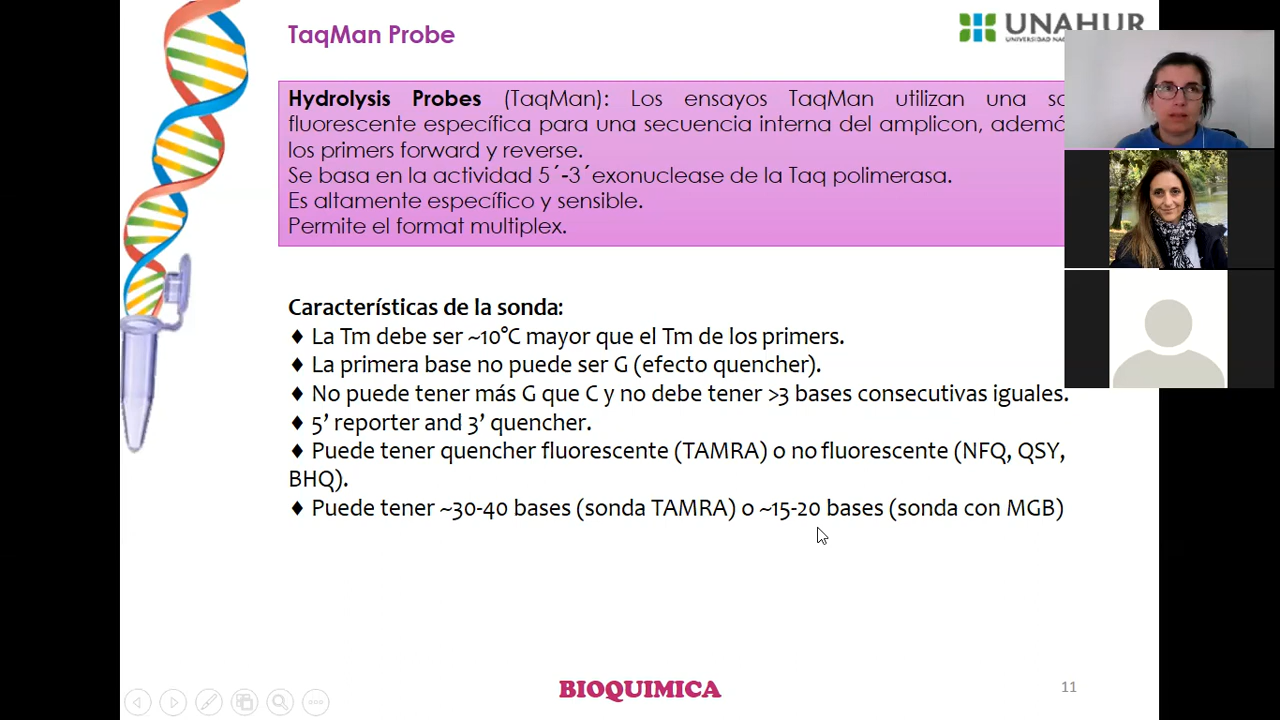 TaqMan Probe
UNAHUR
Hydrolysis Probes (TaqMan): Los ensayos TaqMan utilizan una
fluorescente específica para una secuencia interna del amplicon,
los primers forward y reverse.
Se basa en la actividad 5´-3´exonuclease de la Taq polimerasa.
Es altamente específico y sensible.
Permite el format multiplex.
Características de la sonda:
♦ La Tm debe ser ~10°C mayor que el Tm de los primers.
♦ La primera base no puede ser G (efecto quencher).
♦ No puede tener más G que C y no debe tener >3 bases consecutivas iguales.
♦ 5’ reporter and 3’ quencher.
♦ Puede tener quencher fluorescente (TAMRA) o no fluorescente (NFQ, QSY,
BHQ).
♦ Puede tener ~30-40 bases (sonda TAMRA) o ~15-20 bases (sonda con MGB)
BIOQUIMICA
11